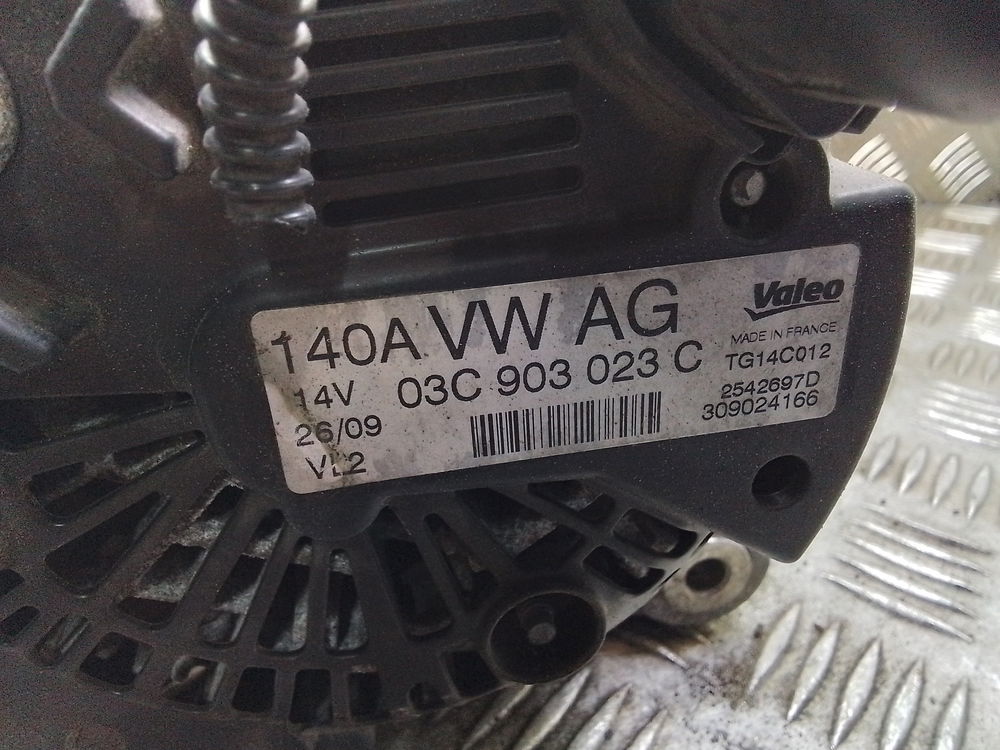 140A VW AG
14V 03C 903 023 C
26/09
VL2
Valeo
MADE IN FRANCE
TG14C012
2542697D
309024166